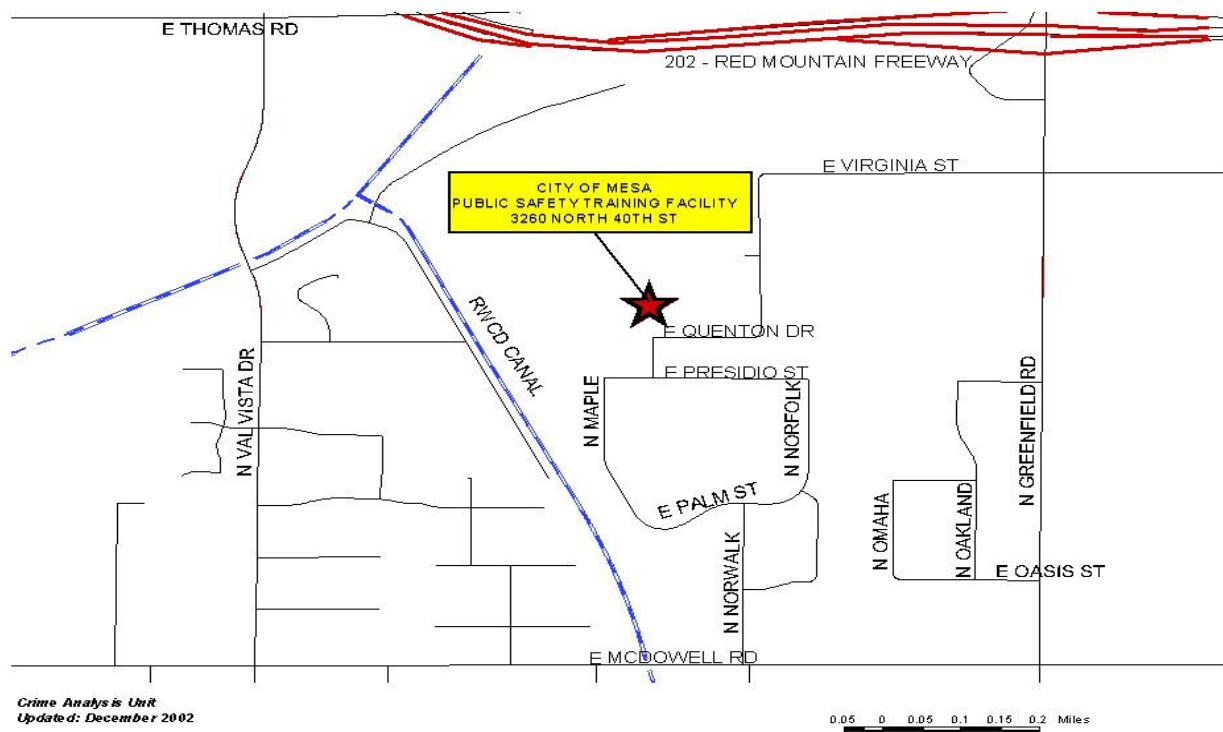 E THOMAS RD
202 - RED MOUNTAIN FREEWAY
E VIRGINIA ST
CITY OF MESA
PUBLIC SAFETY TRAINING FACILITY
3260 NORTH 40TH ST
RWCD CANAL
E QUENTON DR
N VAL VISTA DR
E PRESIDIO ST
N MAPLE
N NORFOLK
N GREENFIELD RD
E PALM ST
N OMAHA
N OAKLAND
N NORWALK
E OASIS ST
E MCDOWELL RD
Crime Analysis Unit
Updated: December 2002
0.05 0 0.05 0.1 0.15 0.2 Miles